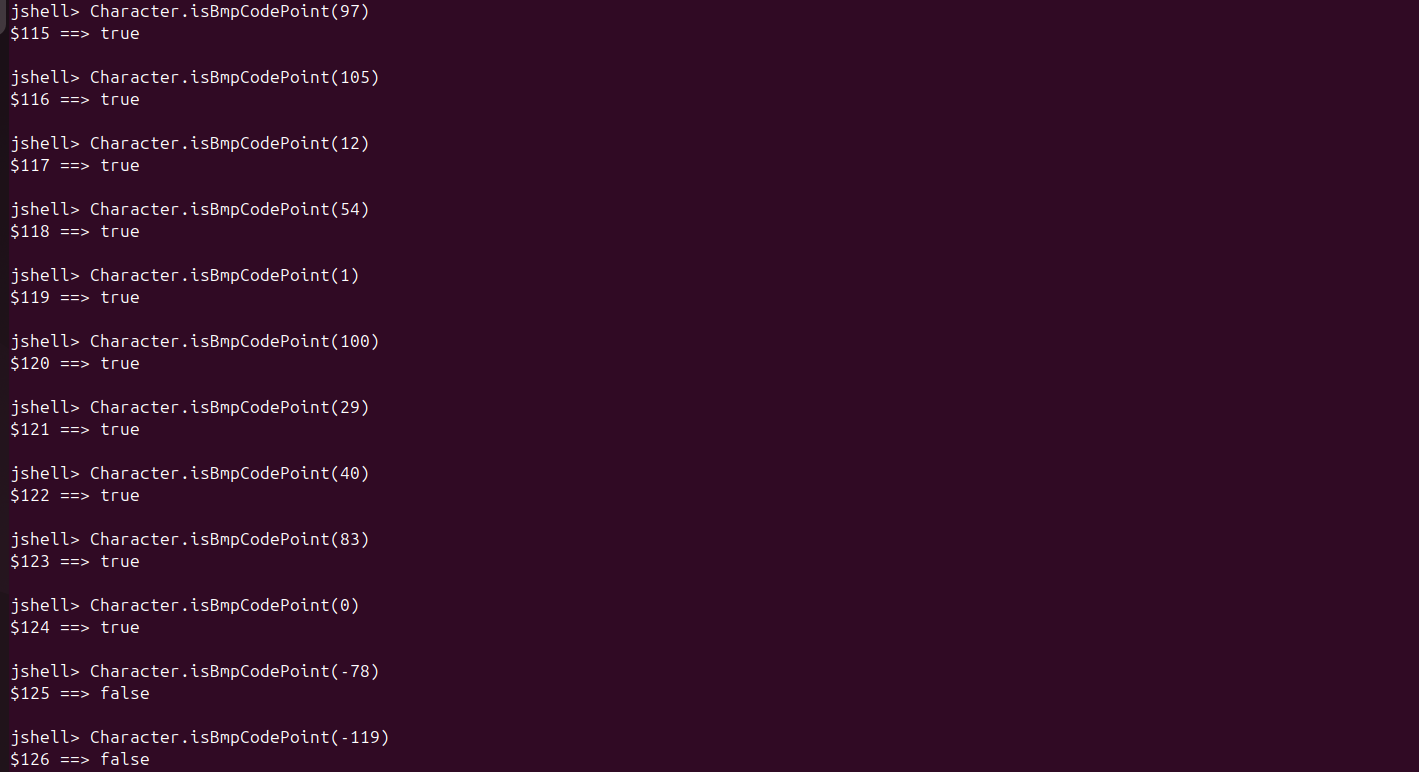 jshell> Character.isBmpCodePoint(97)
$115 ==> true
jshell> Character.isBmpCodePoint(105)
$116 ==> true
jshell> Character.isBmpCodePoint(12)
$117 ==> true
jshell> Character.isBmpCodePoint(54)
$118 ==> true
jshell> Character.isBmpCodePoint(1)
$119 ==> true
jshell> Character.isBmpCodePoint(100)
$120 ==> true
jshell> Character.isBmpCodePoint(29)
$121 ==> true
jshell> Character.isBmpCodePoint(40)
$122 ==> true
jshell> Character.isBmpCodePoint(83)
$123 ==> true
jshell> Character.isBmpCodePoint(0)
$124 ==> true
jshell> Character.isBmpCodePoint(-78)
$125 ==> false
jshell> Character.isBmpCodePoint(-119)
$126 ==> false